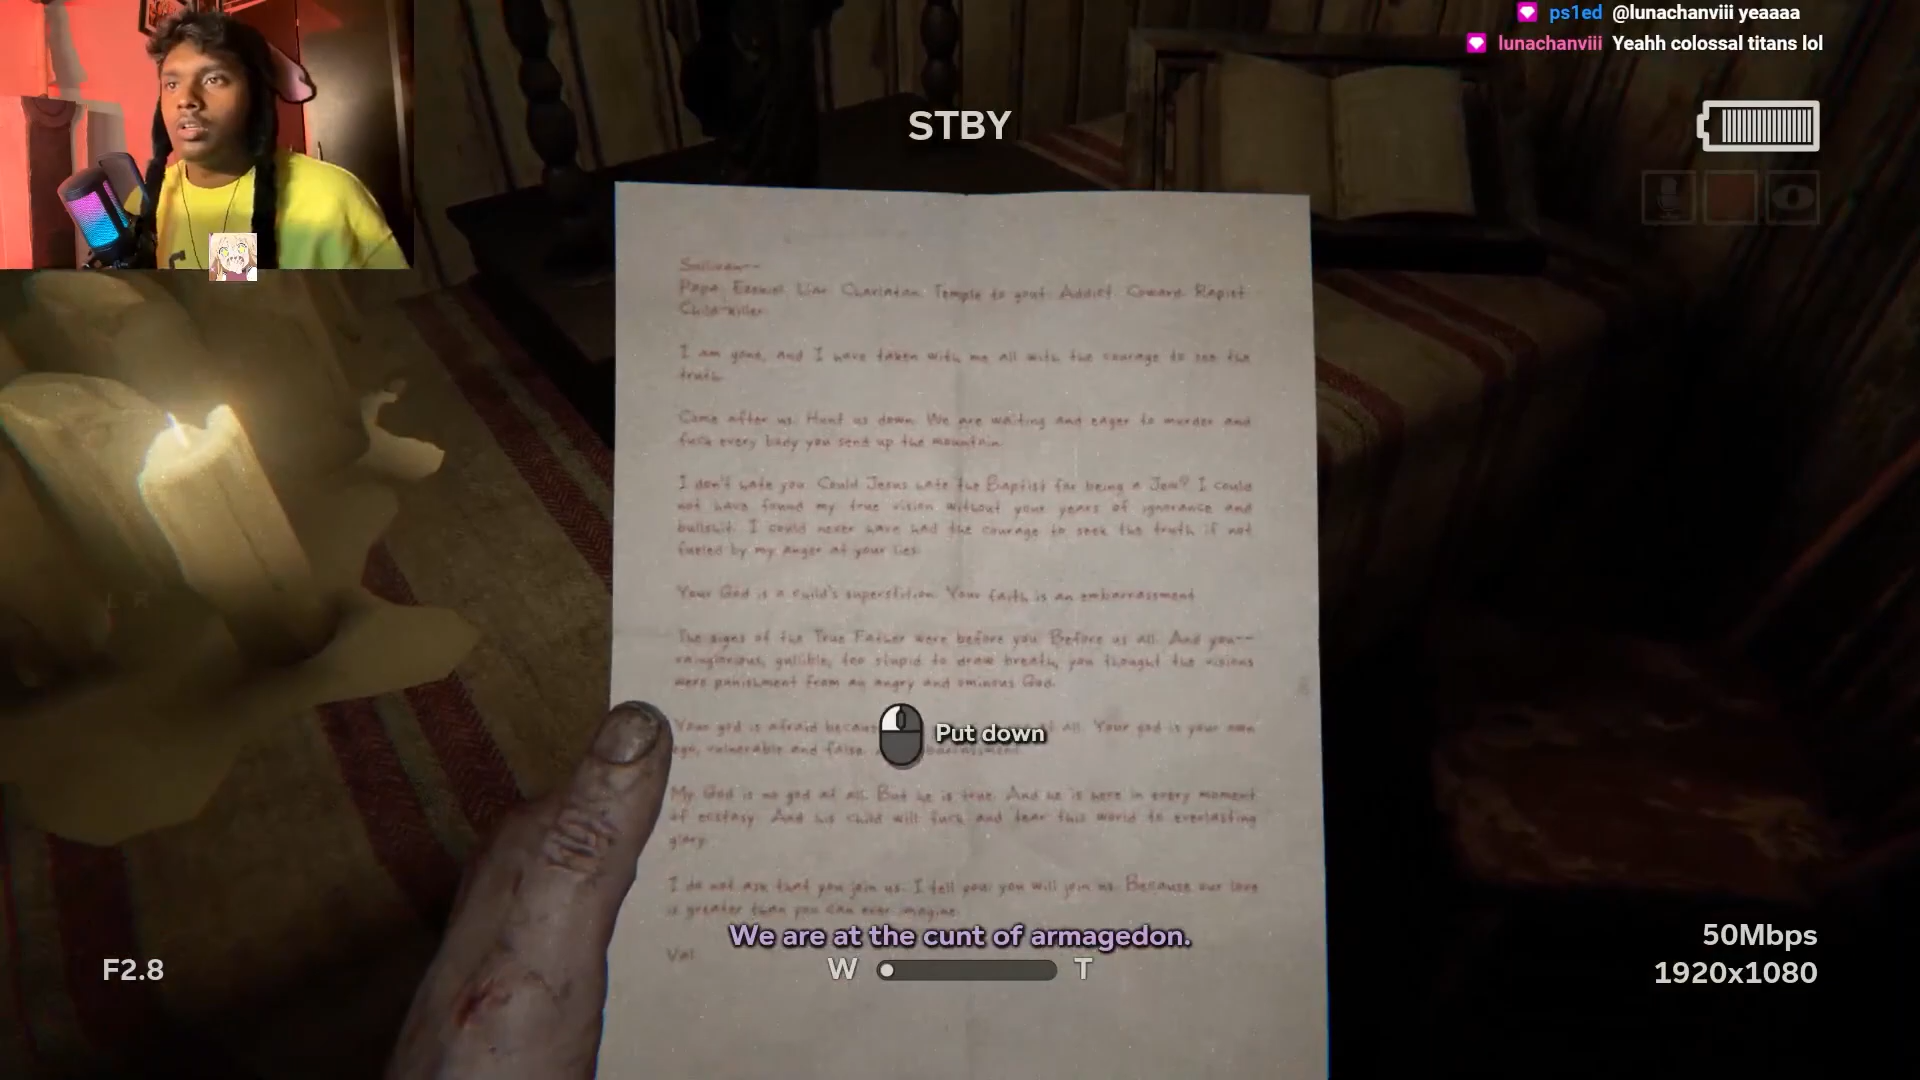 ps1ed @lunachanviii yeaaaa
lunachanviii Yeahh colossal titans lol
STBY
Sullivan--
Papa Ezekiel Liar Charlatan Temple to gout Addict Coward Rapist
Child-killer
I am gone, and I have taken with me all with the courage to see the
truth.
Come after us. Hunt us down. We are waiting and eager to murder and
fuck every body you send up the mountain.
I don't hate you. Could Jesus hate the Baptist for being a Jew? I could
not have found my true vision without your years of ignorance and
bullshit. I could never have had the courage to seek the truth if not
fueled by my anger at your lies.
Your God is a child's superstition. Your faith is an embarrassment
The signs of the True Father were before you. Before us all. And you--
vainglorious, gullible, too stupid to draw breath, you thought the visions
were punishment from an angry and ominous God.
Your god is afraid becaus all. Your god is your own
ego, vulnerable and false.
Put down
My God is no god at all. But he is true. And he is here in every moment
of ecstasy. And his child will fuck and tear this world to everlasting
glory.
I do not ask that you join us. I tell you: you will join us. Because our love
is greater than you can ever imagine.
Val
We are at the cunt of armagedon.
W T
F2.8
50Mbps
1920x1080